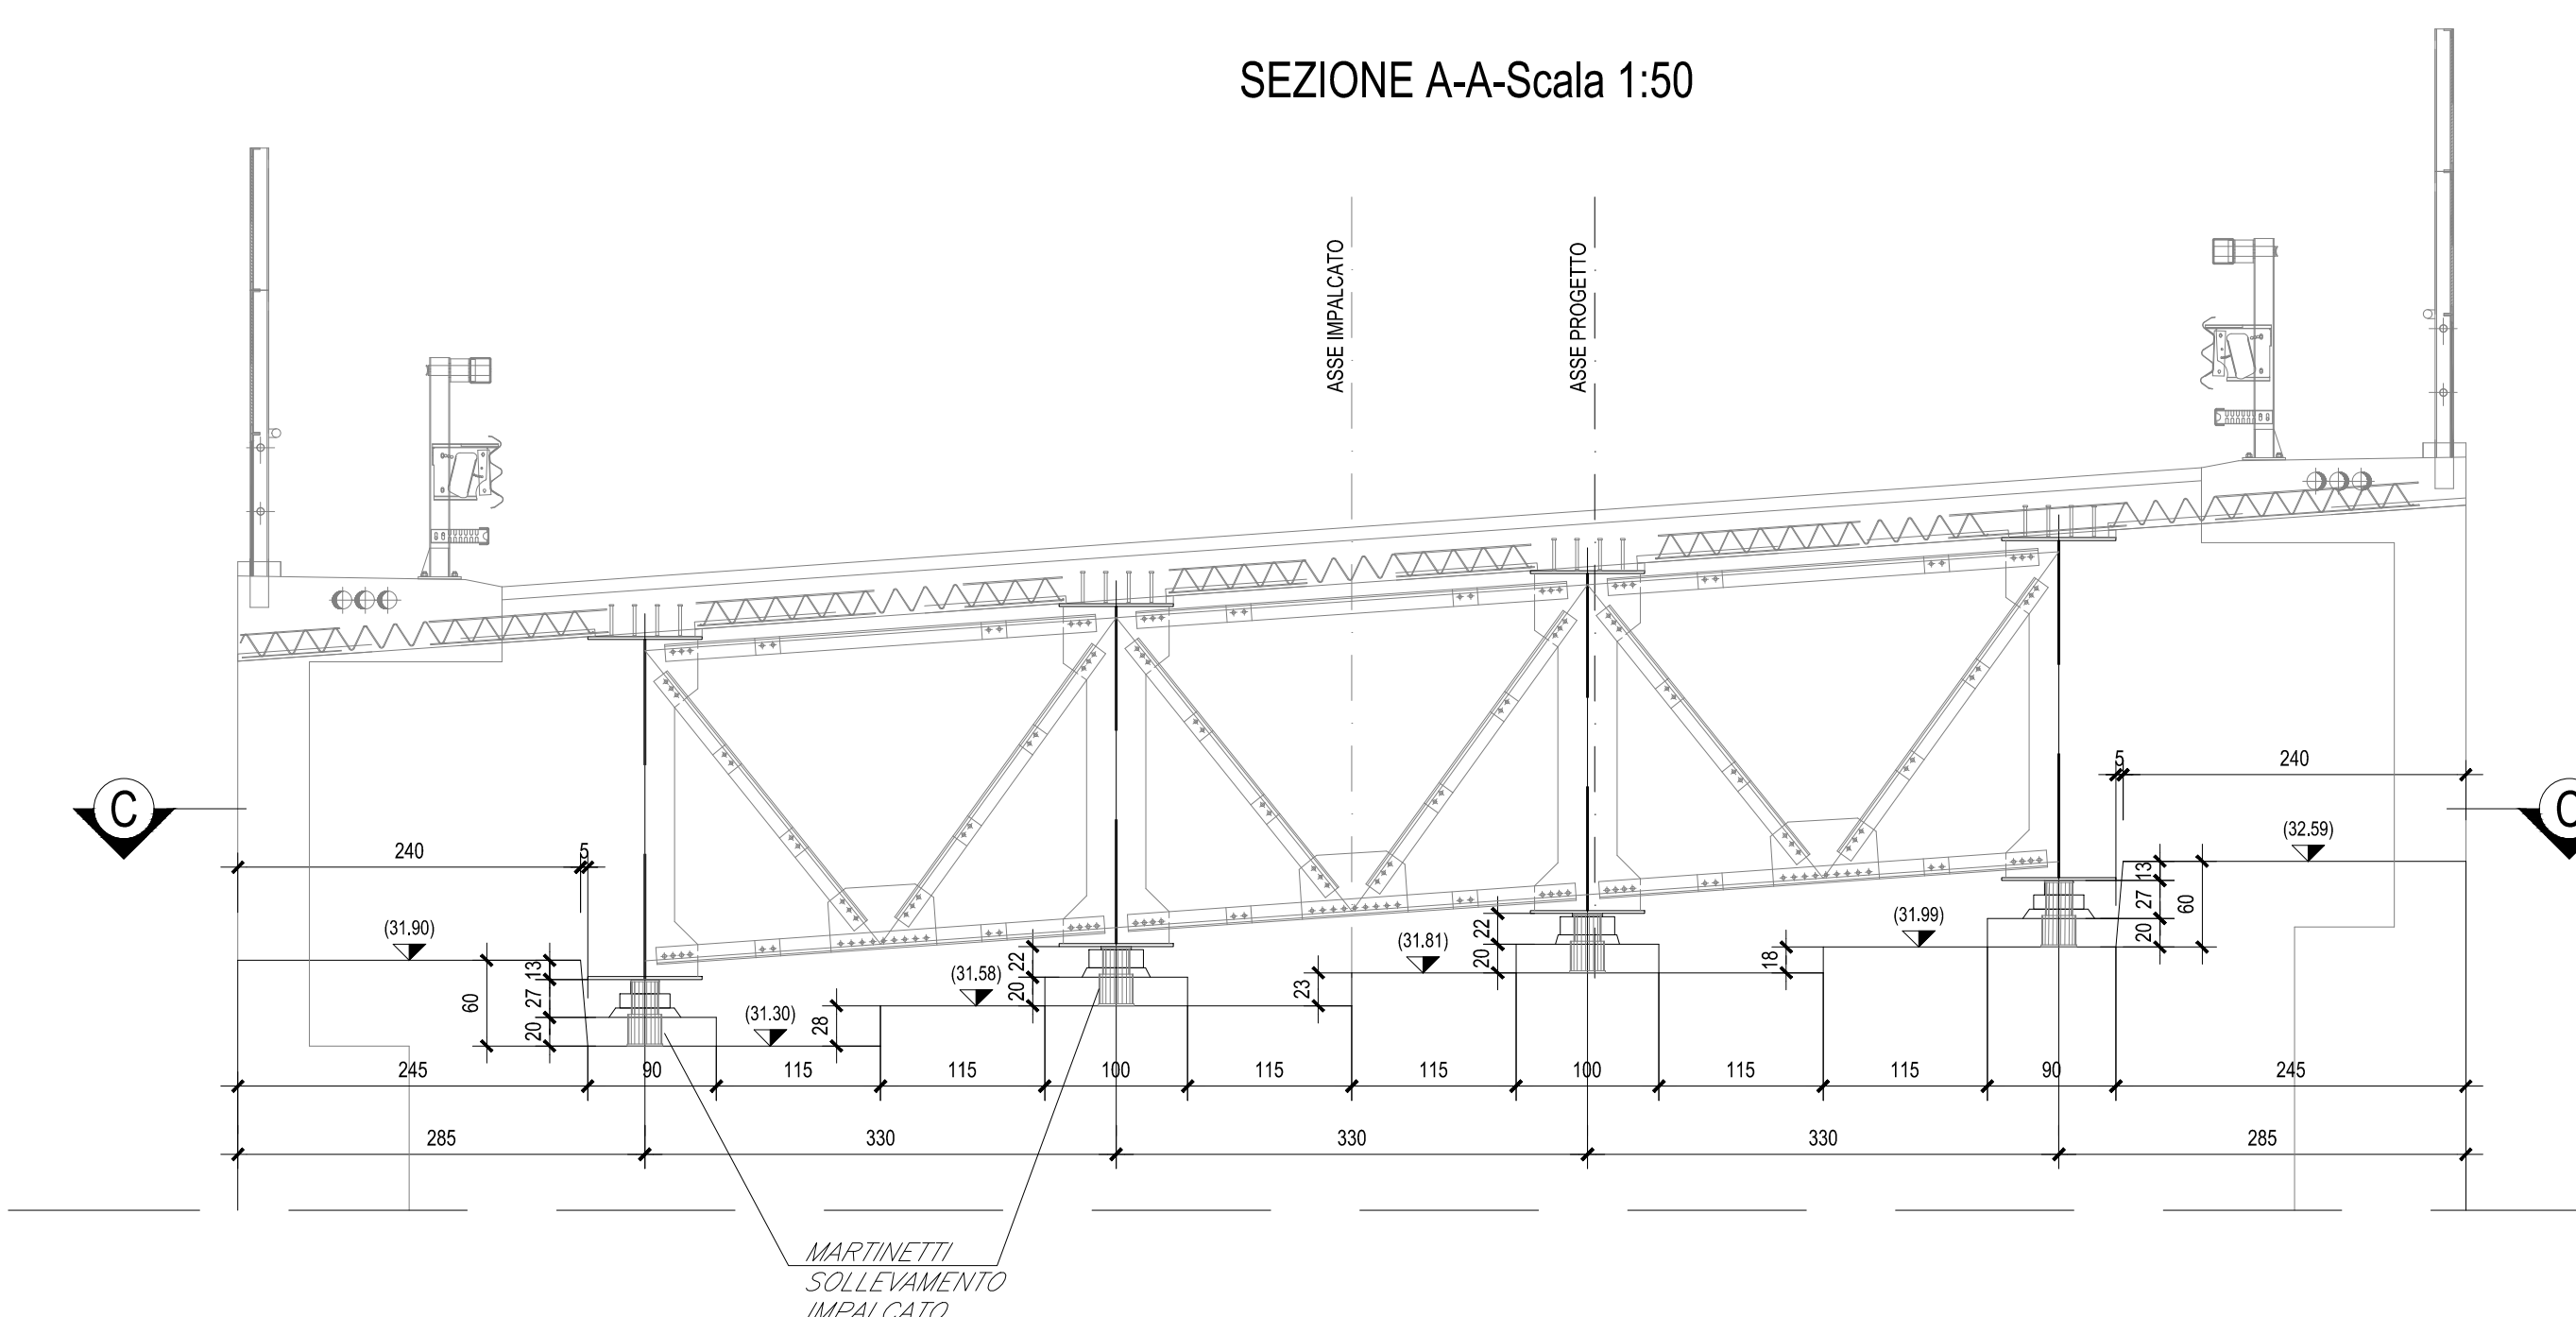 SEZIONE A-A-Scala 1:50
ASSE IMPALCATO
ASSE PROGETTO
5 240
C C
240 5 (32.59)
13
27
60
20
(31.90) (31.99)
(31.81)
22
20
18
13
27
60
20
(31.58)
22
20
23
(31.30)
28
245 90 115 115 100 115 115 100 115 115 90 245
285 330 330 330 285
MARTINETTI
SOLLEVAMENTO
IMPALCATO